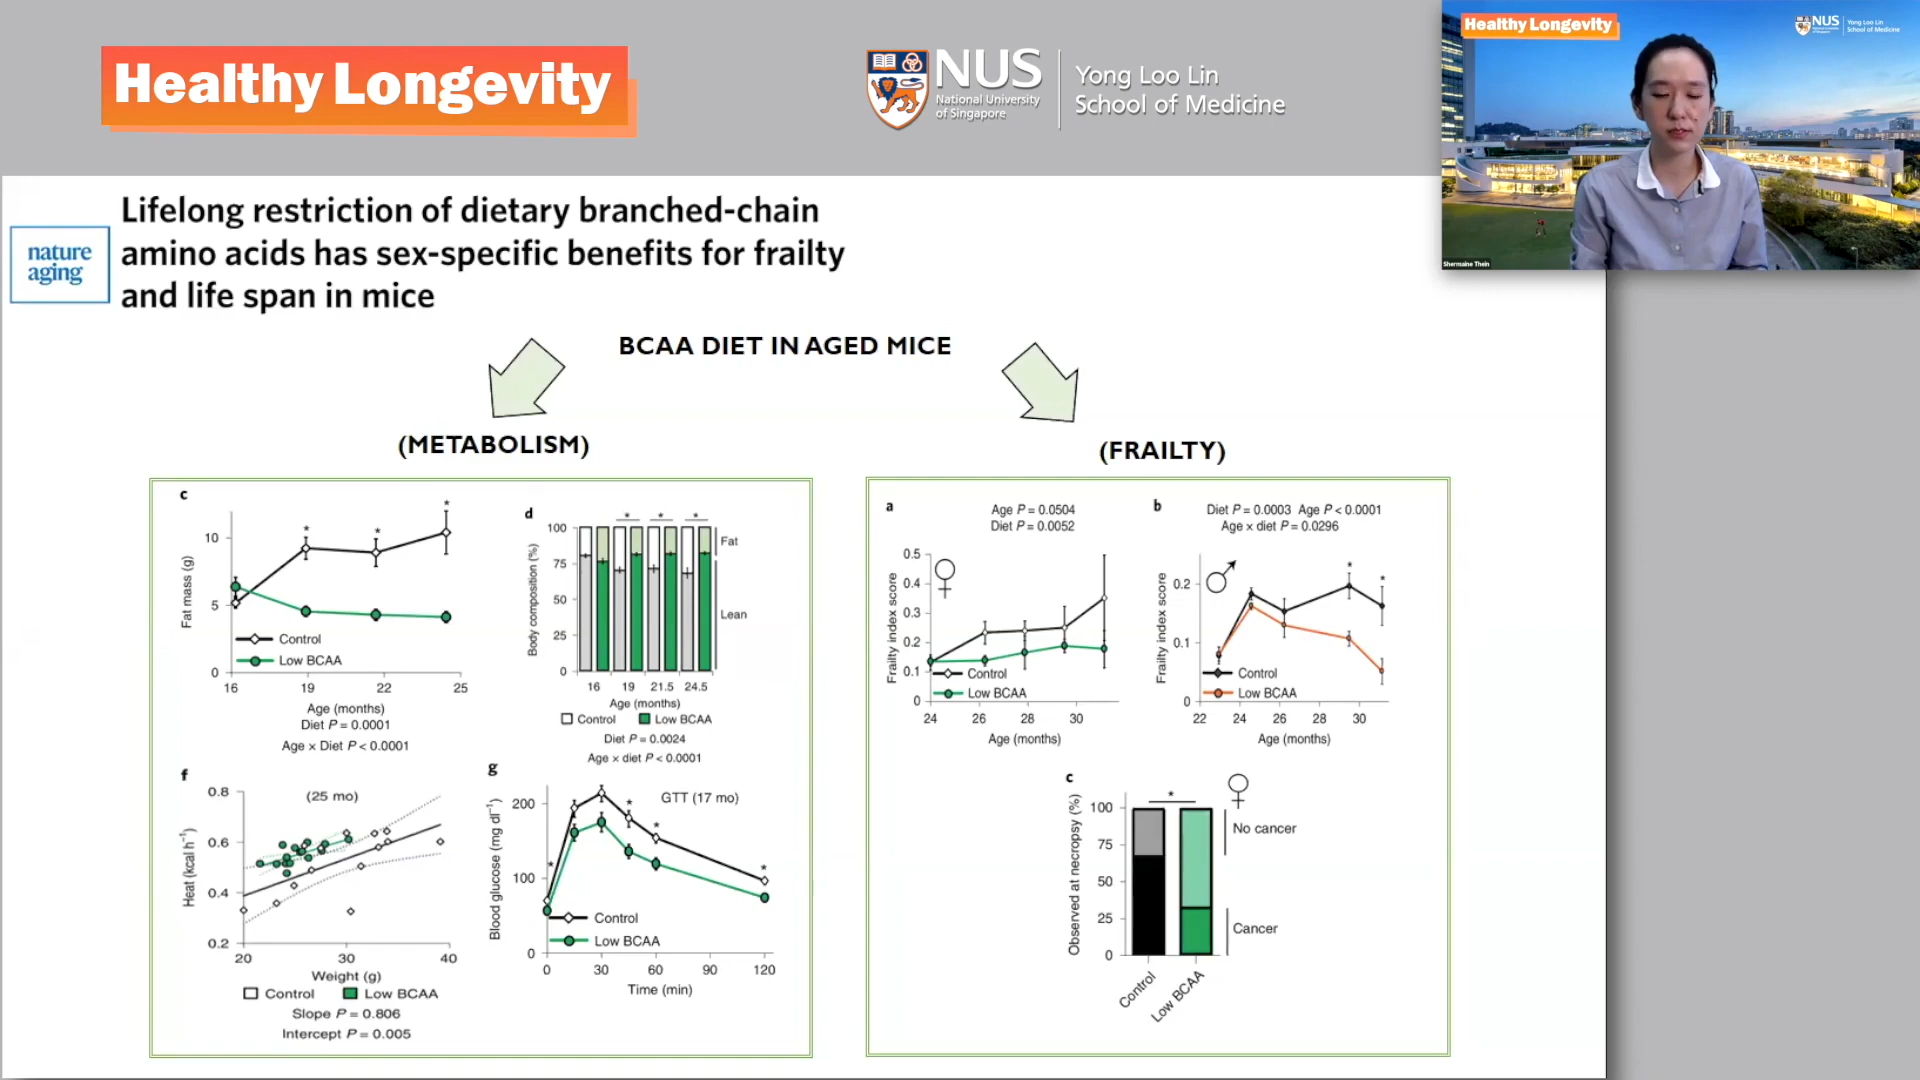 Healthy Longevity
NUS
National University
of Singapore
Yong Loo Lin
School of Medicine
Healthy Longevity
NUS
Yong Loo Lin
School of Medicine
Shermaine Thein
nature
aging
Lifelong restriction of dietary branched-chain
amino acids has sex-specific benefits for frailty
and life span in mice
BCAA DIET IN AGED MICE
(METABOLISM)
(FRAILTY)
c
* * *
10
5
0
Fat mass (g)
Control
Low BCAA
16 19 22 25
Age (months)
Diet P = 0.0001
Age × Diet P < 0.0001
d
* * *
100
75
50
25
0
Body composition (%)
Fat
Lean
16 19 21.5 24.5
Age (months)
Control Low BCAA
Diet P = 0.0024
Age × diet P < 0.0001
f
(25 mo)
0.8
0.6
0.4
0.2
Heat (kcal h⁻¹)
20 30 40
Weight (g)
Control Low BCAA
Slope P = 0.806
Intercept P = 0.005
g
GTT (17 mo)
* * * *
200
100
0
Blood glucose (mg dl⁻¹)
Control
Low BCAA
0 30 60 90 120
Time (min)
a
Age P = 0.0504
Diet P = 0.0052
♀
0.5
0.4
0.3
0.2
0.1
0
Frailty index score
Control
Low BCAA
24 26 28 30
Age (months)
b
Diet P = 0.0003 Age P < 0.0001
Age x diet P = 0.0296
♂
* *
0.2
0.1
0
Frailty index score
Control
Low BCAA
22 24 26 28 30
Age (months)
c
♀
*
100
75
50
25
0
Observed at necropsy (%)
No cancer
Cancer
Control
Low BCAA